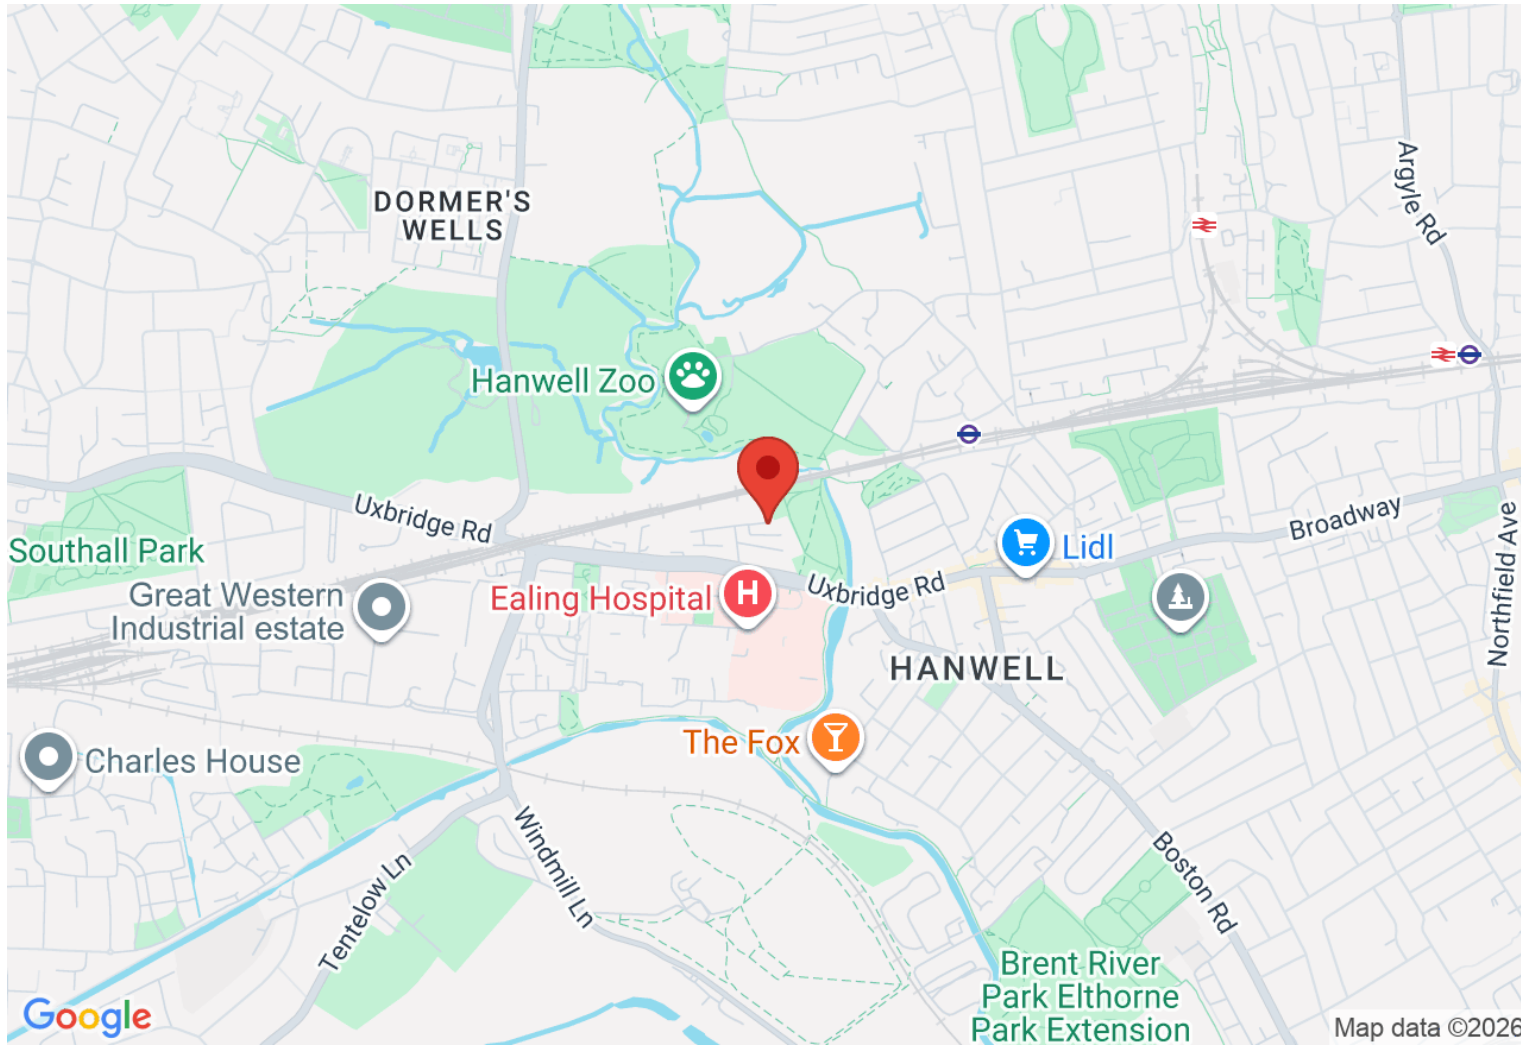 Argyle Rd
DORMER'S
WELLS
Hanwell Zoo
Uxbridge Rd
Broadway
Southall Park
Lidl
Great Western
Industrial estate
Ealing Hospital
H
Uxbridge Rd
Northfield Ave
HANWELL
The Fox
Charles House
Windmill Ln
Tentelow Ln
Boston Rd
Brent River
Park Elthorne
Park Extension
Google
Map data ©2026